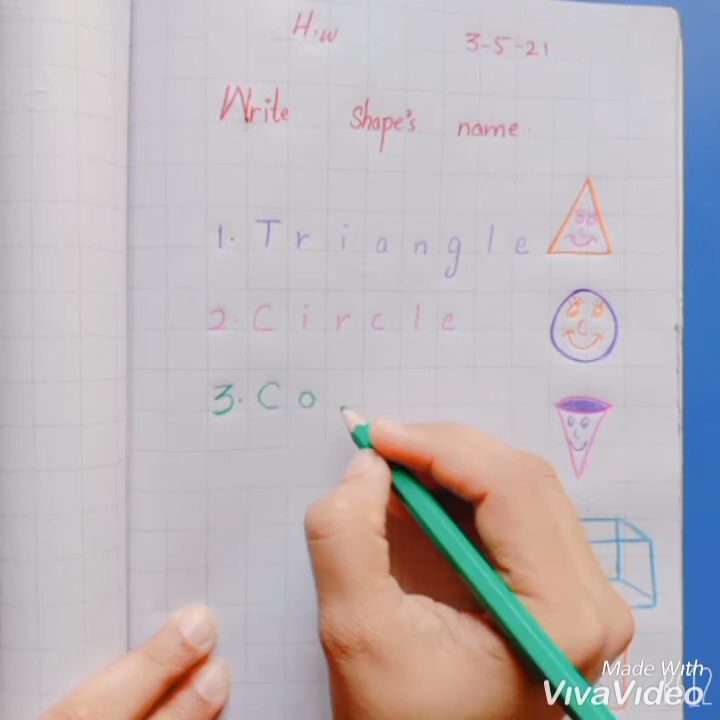 H.w 3-5-21
Write Shape's name.
1. Triangle
2. Circle
3. Co
Made With
VivaVideo